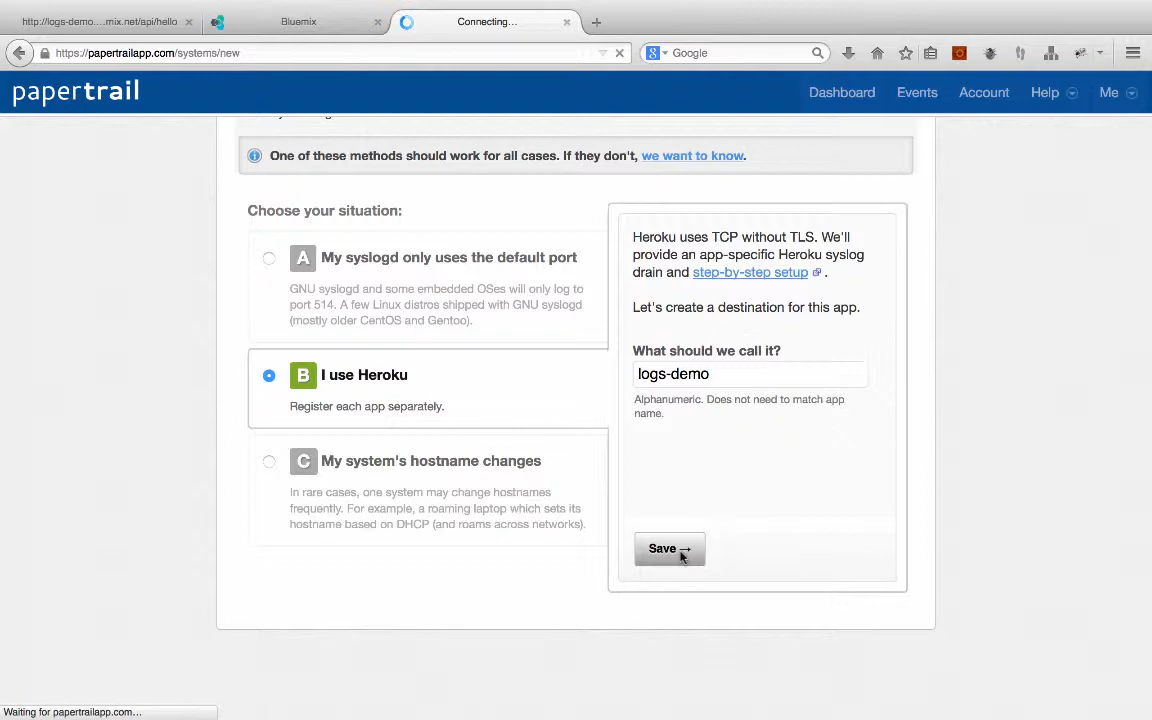 http://logs-demo....mix.net/api/hello
Bluemix
Connecting...
https://papertrailapp.com/systems/new
Google
papertrail
Dashboard
Events
Account
Help
Me
One of these methods should work for all cases. If they don't, we want to know.
Choose your situation:
A My syslogd only uses the default port
GNU syslogd and some embedded OSes will only log to
port 514. A few Linux distros shipped with GNU syslogd
(mostly older CentOS and Gentoo).
B I use Heroku
Register each app separately.
C My system's hostname changes
In rare cases, one system may change hostnames
frequently. For example, a roaming laptop which sets its
hostname based on DHCP (and roams across networks).
Heroku uses TCP without TLS. We'll
provide an app-specific Heroku syslog
drain and step-by-step setup .
Let's create a destination for this app.
What should we call it?
logs-demo
Alphanumeric. Does not need to match app
name.
Save →
Waiting for papertrailapp.com...